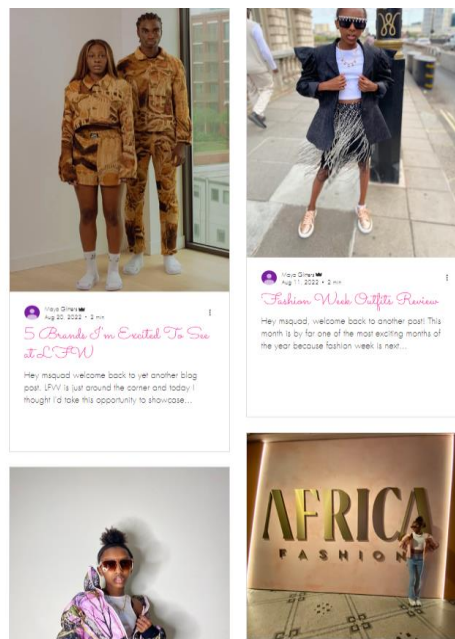 Maya Gliters
Aug 20, 2022 • 2 min
5 Brands I'm Excited To See
at LFW
Hey msquad welcome back to yet another blog
post. LFW is just around the corner and today I
thought I'd take this opportunity to showcase...
Maya Gliters
Aug 11, 2022 • 2 min
Fashion Week Outfits Review
Hey msquad, welcome back to another post! This
month is by far one of the most exciting months of
the year because fashion week is next...
AFRICA
FASHION